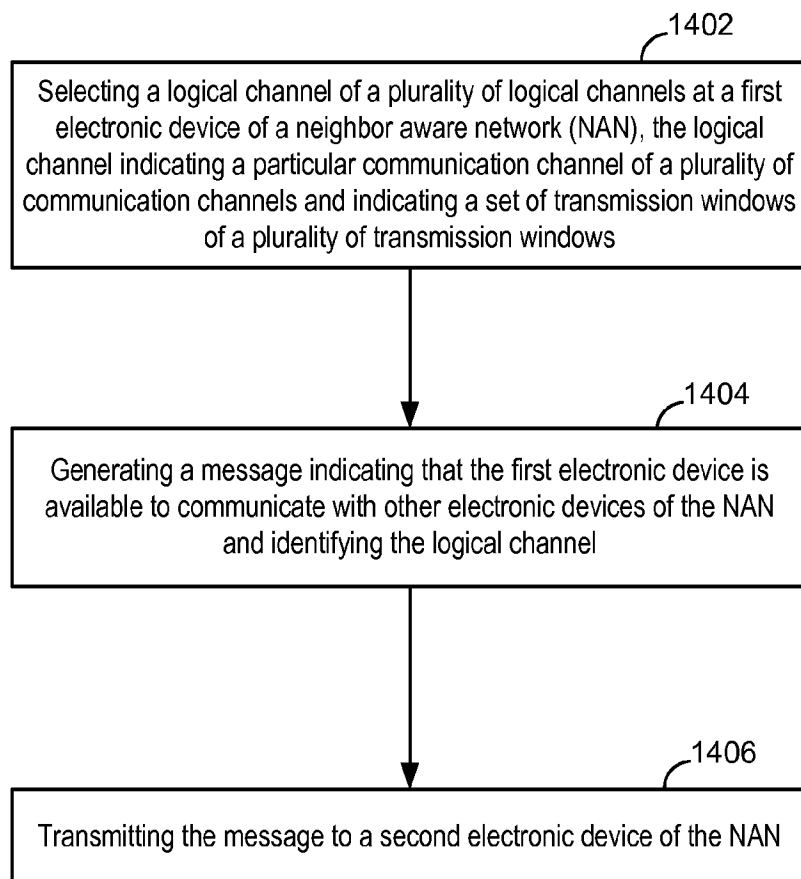 1402
Selecting a logical channel of a plurality of logical channels at a first
electronic device of a neighbor aware network (NAN), the logical
channel indicating a particular communication channel of a plurality of
communication channels and indicating a set of transmission windows
of a plurality of transmission windows
1404
Generating a message indicating that the first electronic device is
available to communicate with other electronic devices of the NAN
and identifying the logical channel
1406
Transmitting the message to a second electronic device of the NAN